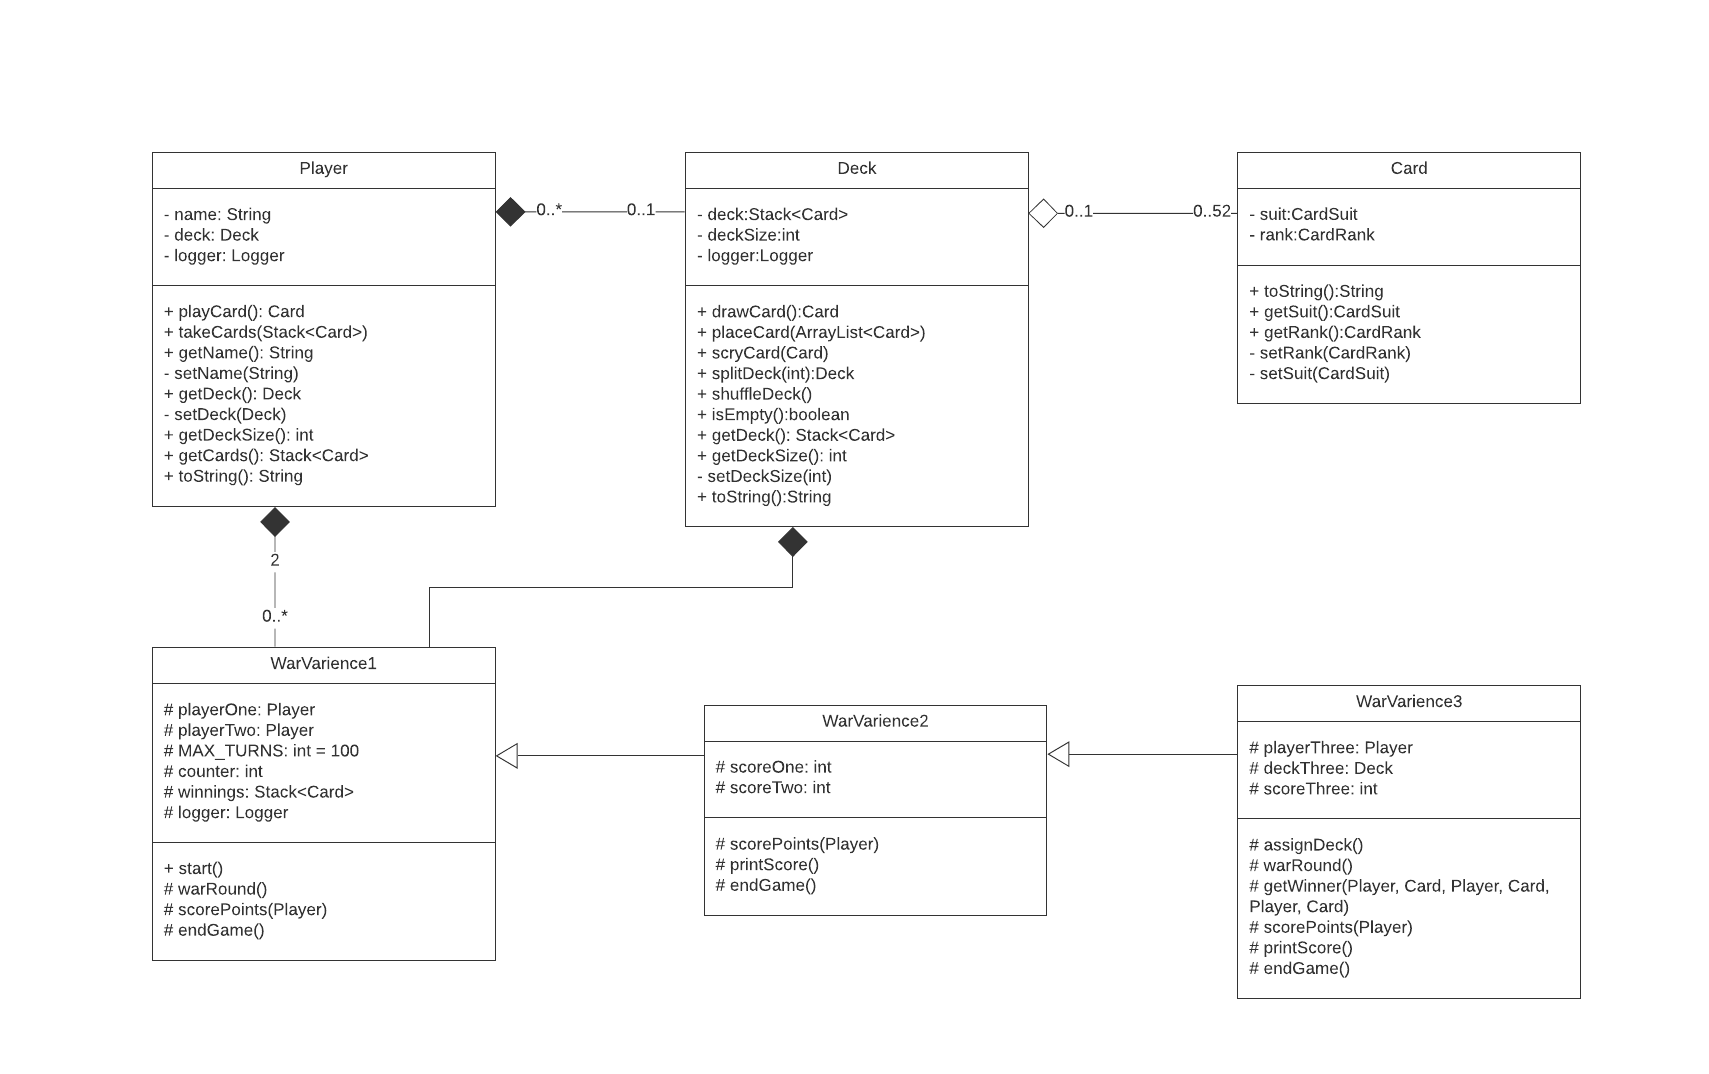 Player
- name: String
- deck: Deck
- logger: Logger
+ playCard(): Card
+ takeCards(Stack<Card>)
+ getName(): String
- setName(String)
+ getDeck(): Deck
- setDeck(Deck)
+ getDeckSize(): int
+ getCards(): Stack<Card>
+ toString(): String
0..*
0..1
Deck
- deck:Stack<Card>
- deckSize:int
- logger:Logger
+ drawCard():Card
+ placeCard(ArrayList<Card>)
+ scryCard(Card)
+ splitDeck(int):Deck
+ shuffleDeck()
+ isEmpty():boolean
+ getDeck(): Stack<Card>
+ getDeckSize(): int
- setDeckSize(int)
+ toString():String
0..1
0..52
Card
- suit:CardSuit
- rank:CardRank
+ toString():String
+ getSuit():CardSuit
+ getRank():CardRank
- setRank(CardRank)
- setSuit(CardSuit)
2
0..*
WarVarience1
# playerOne: Player
# playerTwo: Player
# MAX_TURNS: int = 100
# counter: int
# winnings: Stack<Card>
# logger: Logger
+ start()
# warRound()
# scorePoints(Player)
# endGame()
WarVarience2
# scoreOne: int
# scoreTwo: int
# scorePoints(Player)
# printScore()
# endGame()
WarVarience3
# playerThree: Player
# deckThree: Deck
# scoreThree: int
# assignDeck()
# warRound()
# getWinner(Player, Card, Player, Card,
Player, Card)
# scorePoints(Player)
# printScore()
# endGame()